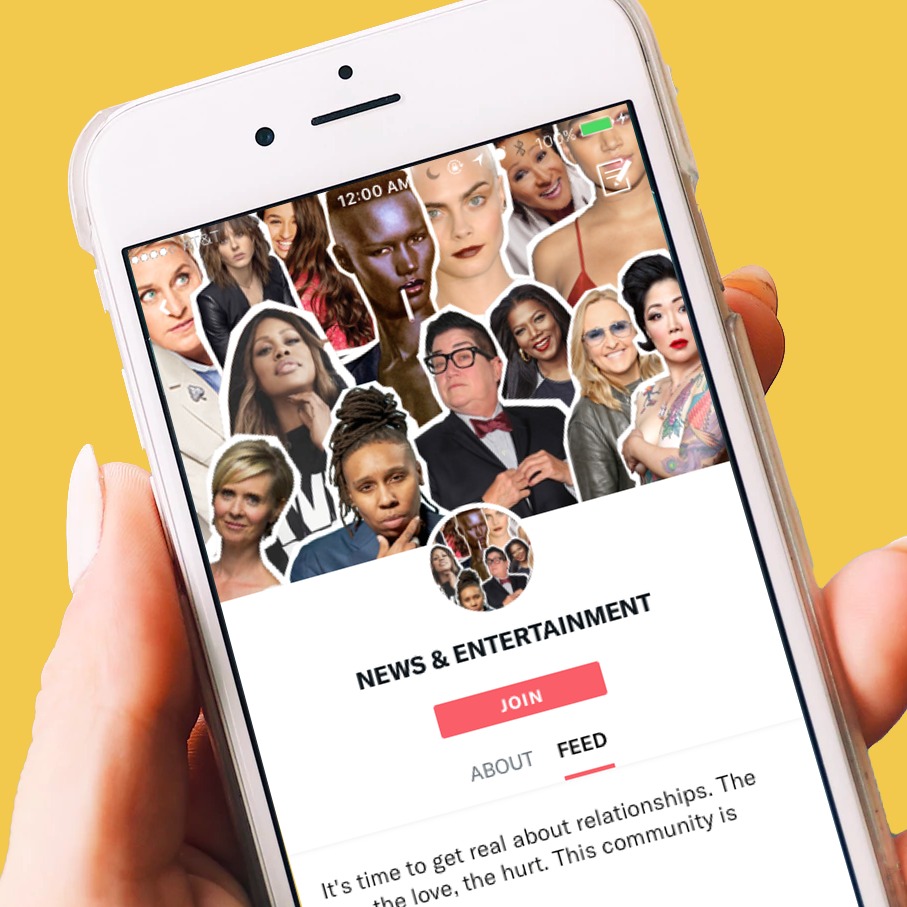 AT&T
12:00 AM
100%
NEWS & ENTERTAINMENT
JOIN
ABOUT
FEED
It's time to get real about relationships. The
the love, the hurt. This community is